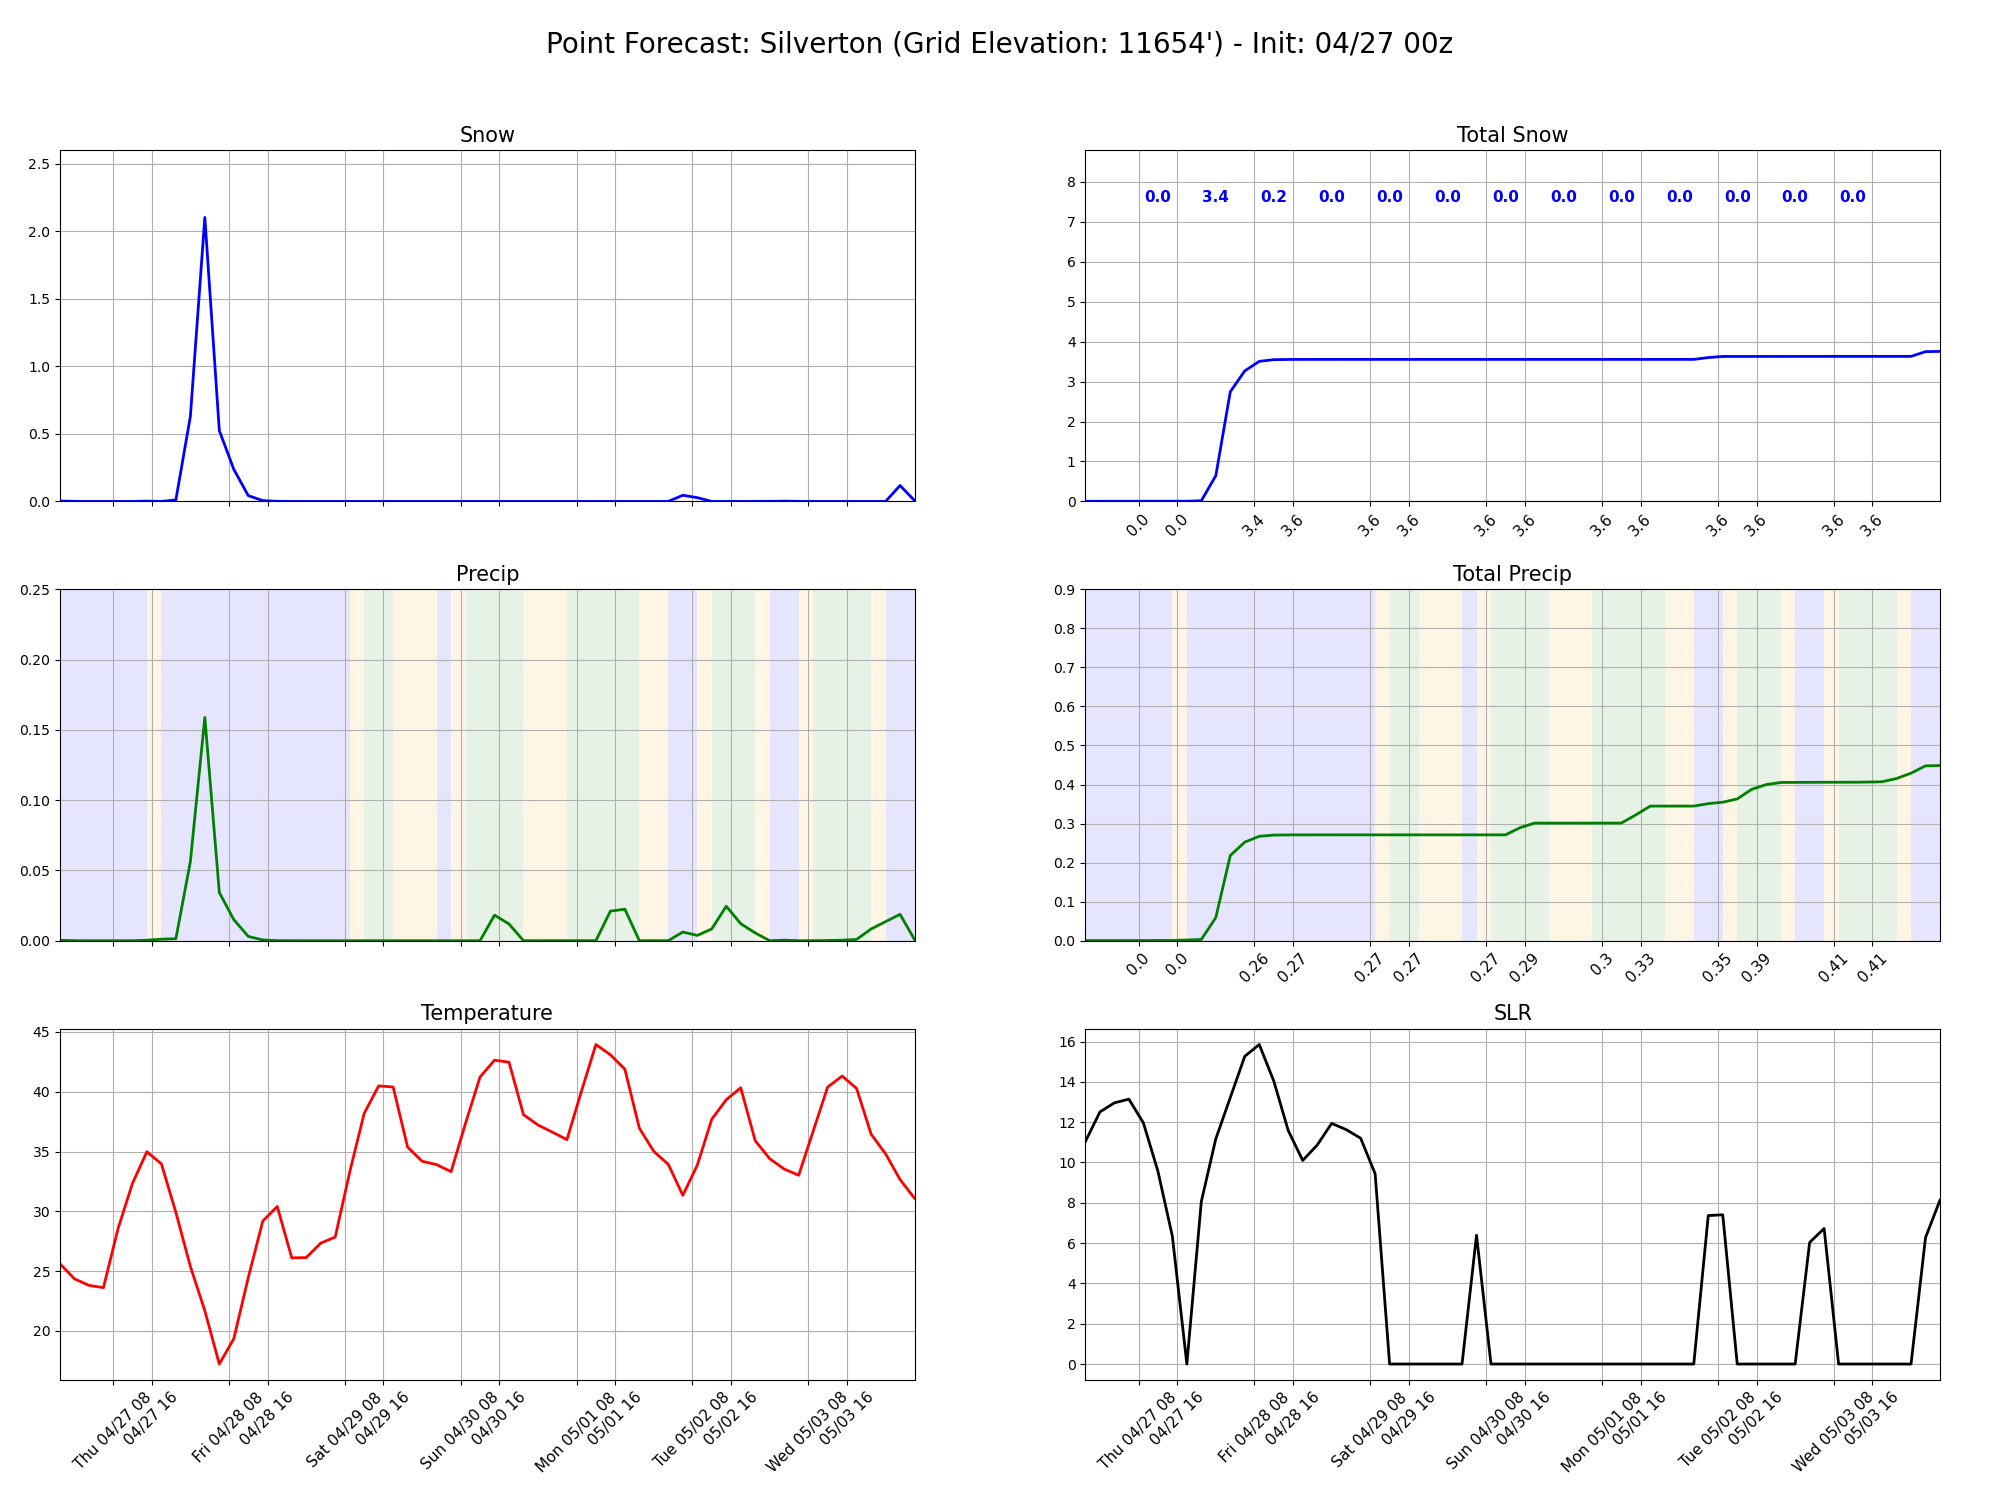 Point Forecast: Silverton (Grid Elevation: 11654') - Init: 04/27 00z
Snow
2.5
2.0
1.5
1.0
0.5
0.0
Total Snow
8
7
6
5
4
3
2
1
0
0.0 3.4 0.2 0.0 0.0 0.0 0.0 0.0 0.0 0.0 0.0 0.0 0.0
0.0 0.0 3.4 3.6 3.6 3.6 3.6 3.6 3.6 3.6 3.6 3.6 3.6 3.6
Precip
0.25
0.20
0.15
0.10
0.05
0.00
Total Precip
0.9
0.8
0.7
0.6
0.5
0.4
0.3
0.2
0.1
0.0
0.0 0.0 0.26 0.27 0.27 0.27 0.27 0.29 0.3 0.33 0.35 0.39 0.41 0.41
Temperature
45
40
35
30
25
20
Thu 04/27 08
04/27 16
Fri 04/28 08
04/28 16
Sat 04/29 08
04/29 16
Sun 04/30 08
04/30 16
Mon 05/01 08
05/01 16
Tue 05/02 08
05/02 16
Wed 05/03 08
05/03 16
SLR
16
14
12
10
8
6
4
2
0
Thu 04/27 08
04/27 16
Fri 04/28 08
04/28 16
Sat 04/29 08
04/29 16
Sun 04/30 08
04/30 16
Mon 05/01 08
05/01 16
Tue 05/02 08
05/02 16
Wed 05/03 08
05/03 16